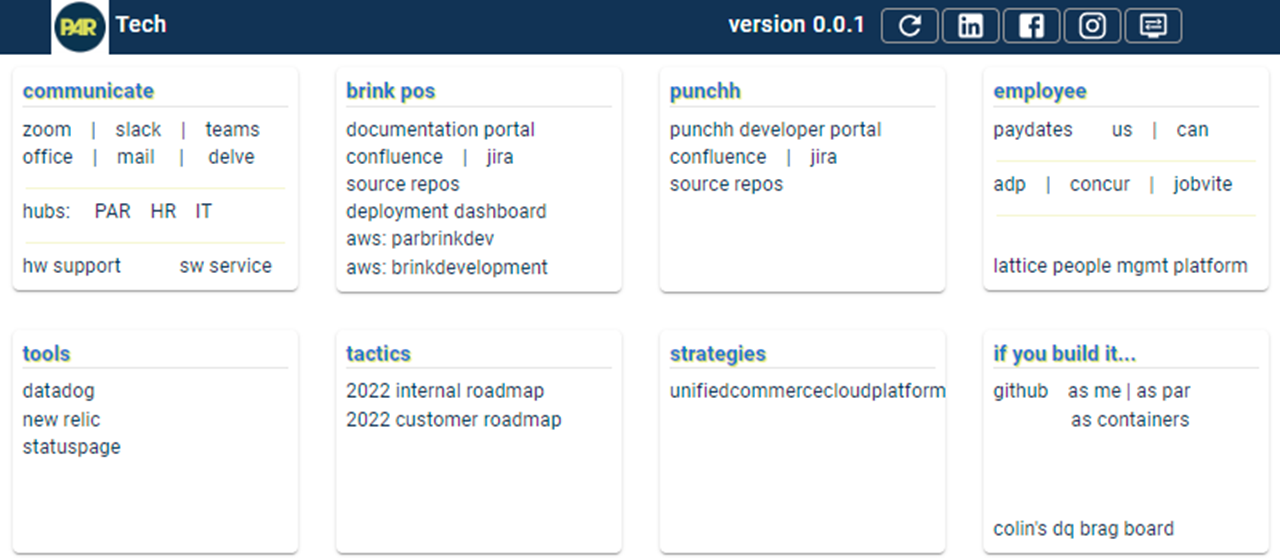 PAR Tech version 0.0.1
communicate
zoom | slack | teams
office | mail | delve
hubs: PAR HR IT
hw support sw service
brink pos
documentation portal
confluence | jira
source repos
deployment dashboard
aws: parbrinkdev
aws: brinkdevelopment
punchh
punchh developer portal
confluence | jira
source repos
employee
paydates us | can
adp | concur | jobvite
lattice people mgmt platform
tools
datadog
new relic
statuspage
tactics
2022 internal roadmap
2022 customer roadmap
strategies
unifiedcommercecloudplatform
if you build it...
github as me | as par
as containers
colin's dq brag board